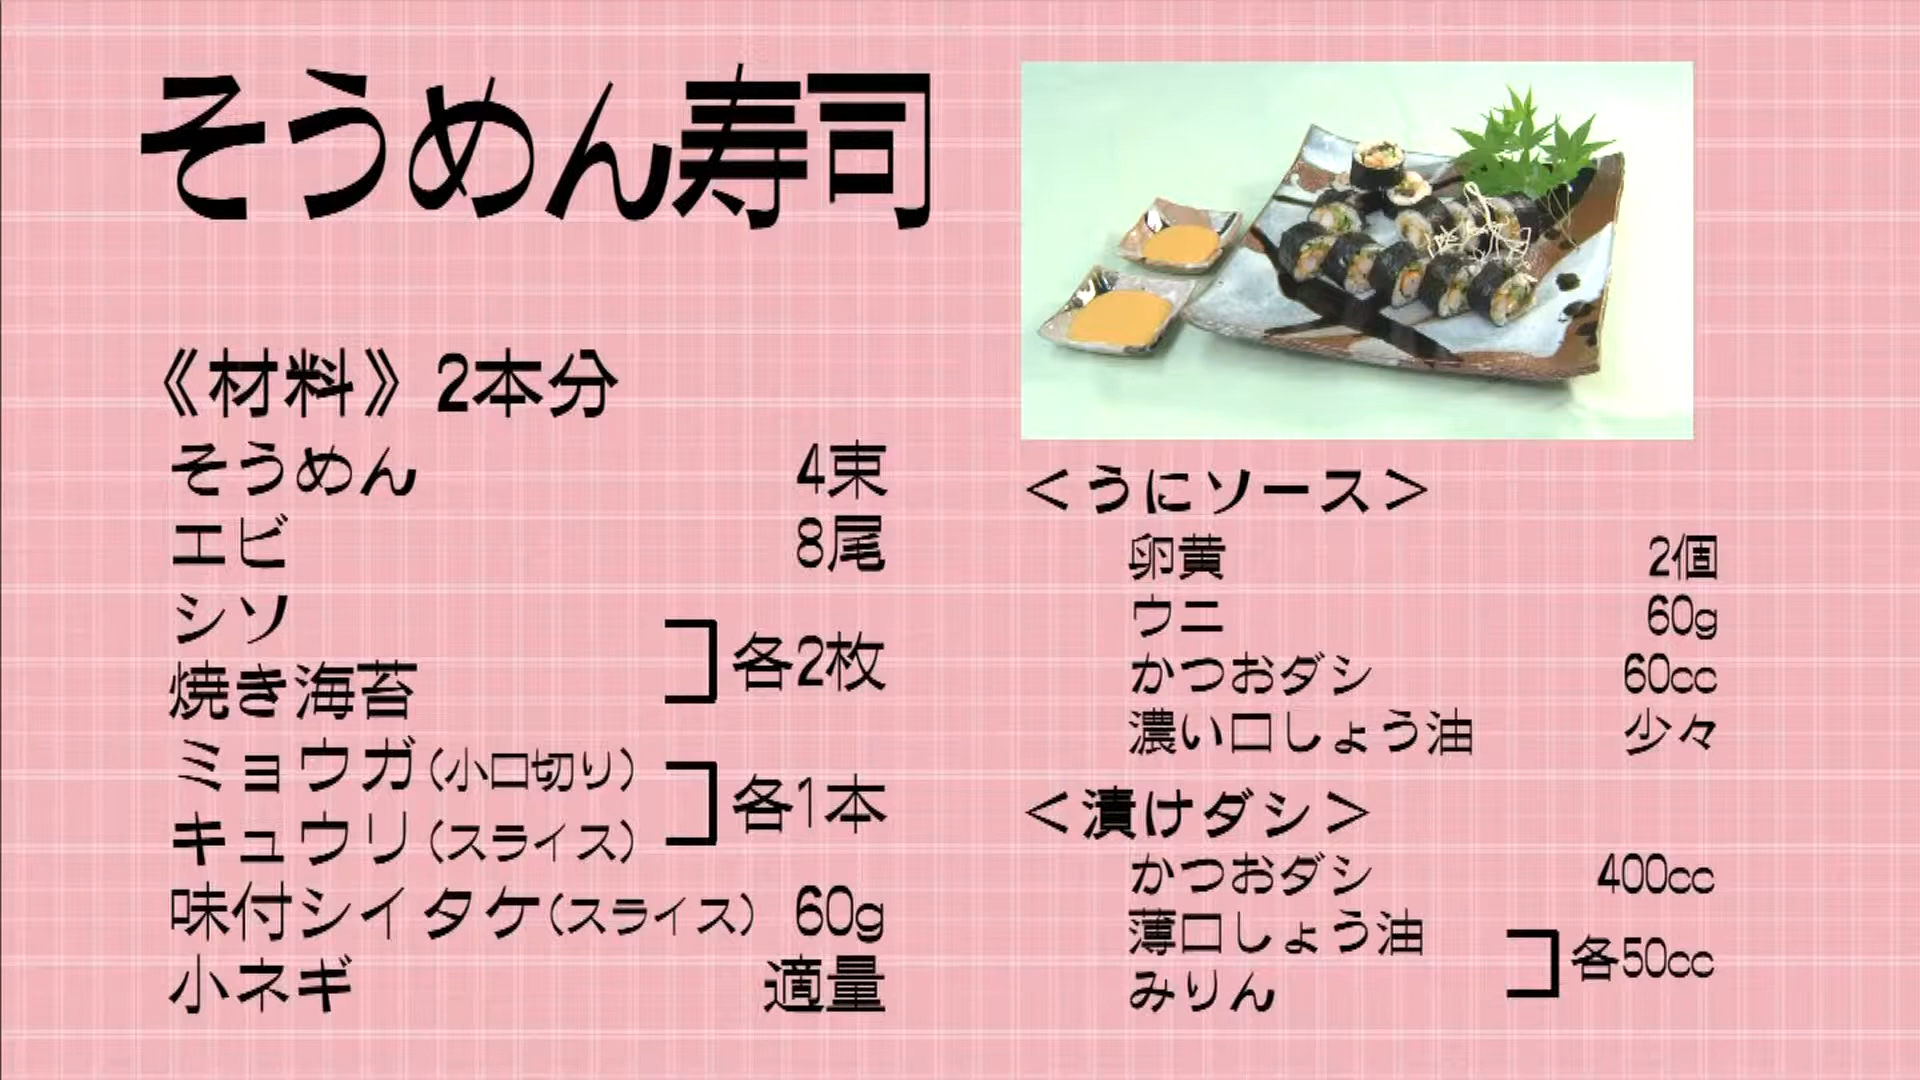 そうめん寿司
《材料》2本分
そうめん 4束
エビ 8尾
シソ
焼き海苔
各2枚
ミョウガ(小口切り)
キュウリ(スライス)
各1本
味付シイタケ(スライス) 60g
小ネギ 適量
＜うにソース＞
卵黄 2個
ウニ 60g
かつおダシ 60cc
濃い口しょう油 少々
＜漬けダシ＞
かつおダシ 400cc
薄口しょう油
みりん
各50cc